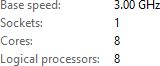 Base speed: 3.00 GHz
Sockets: 1
Cores: 8
Logical processors: 8